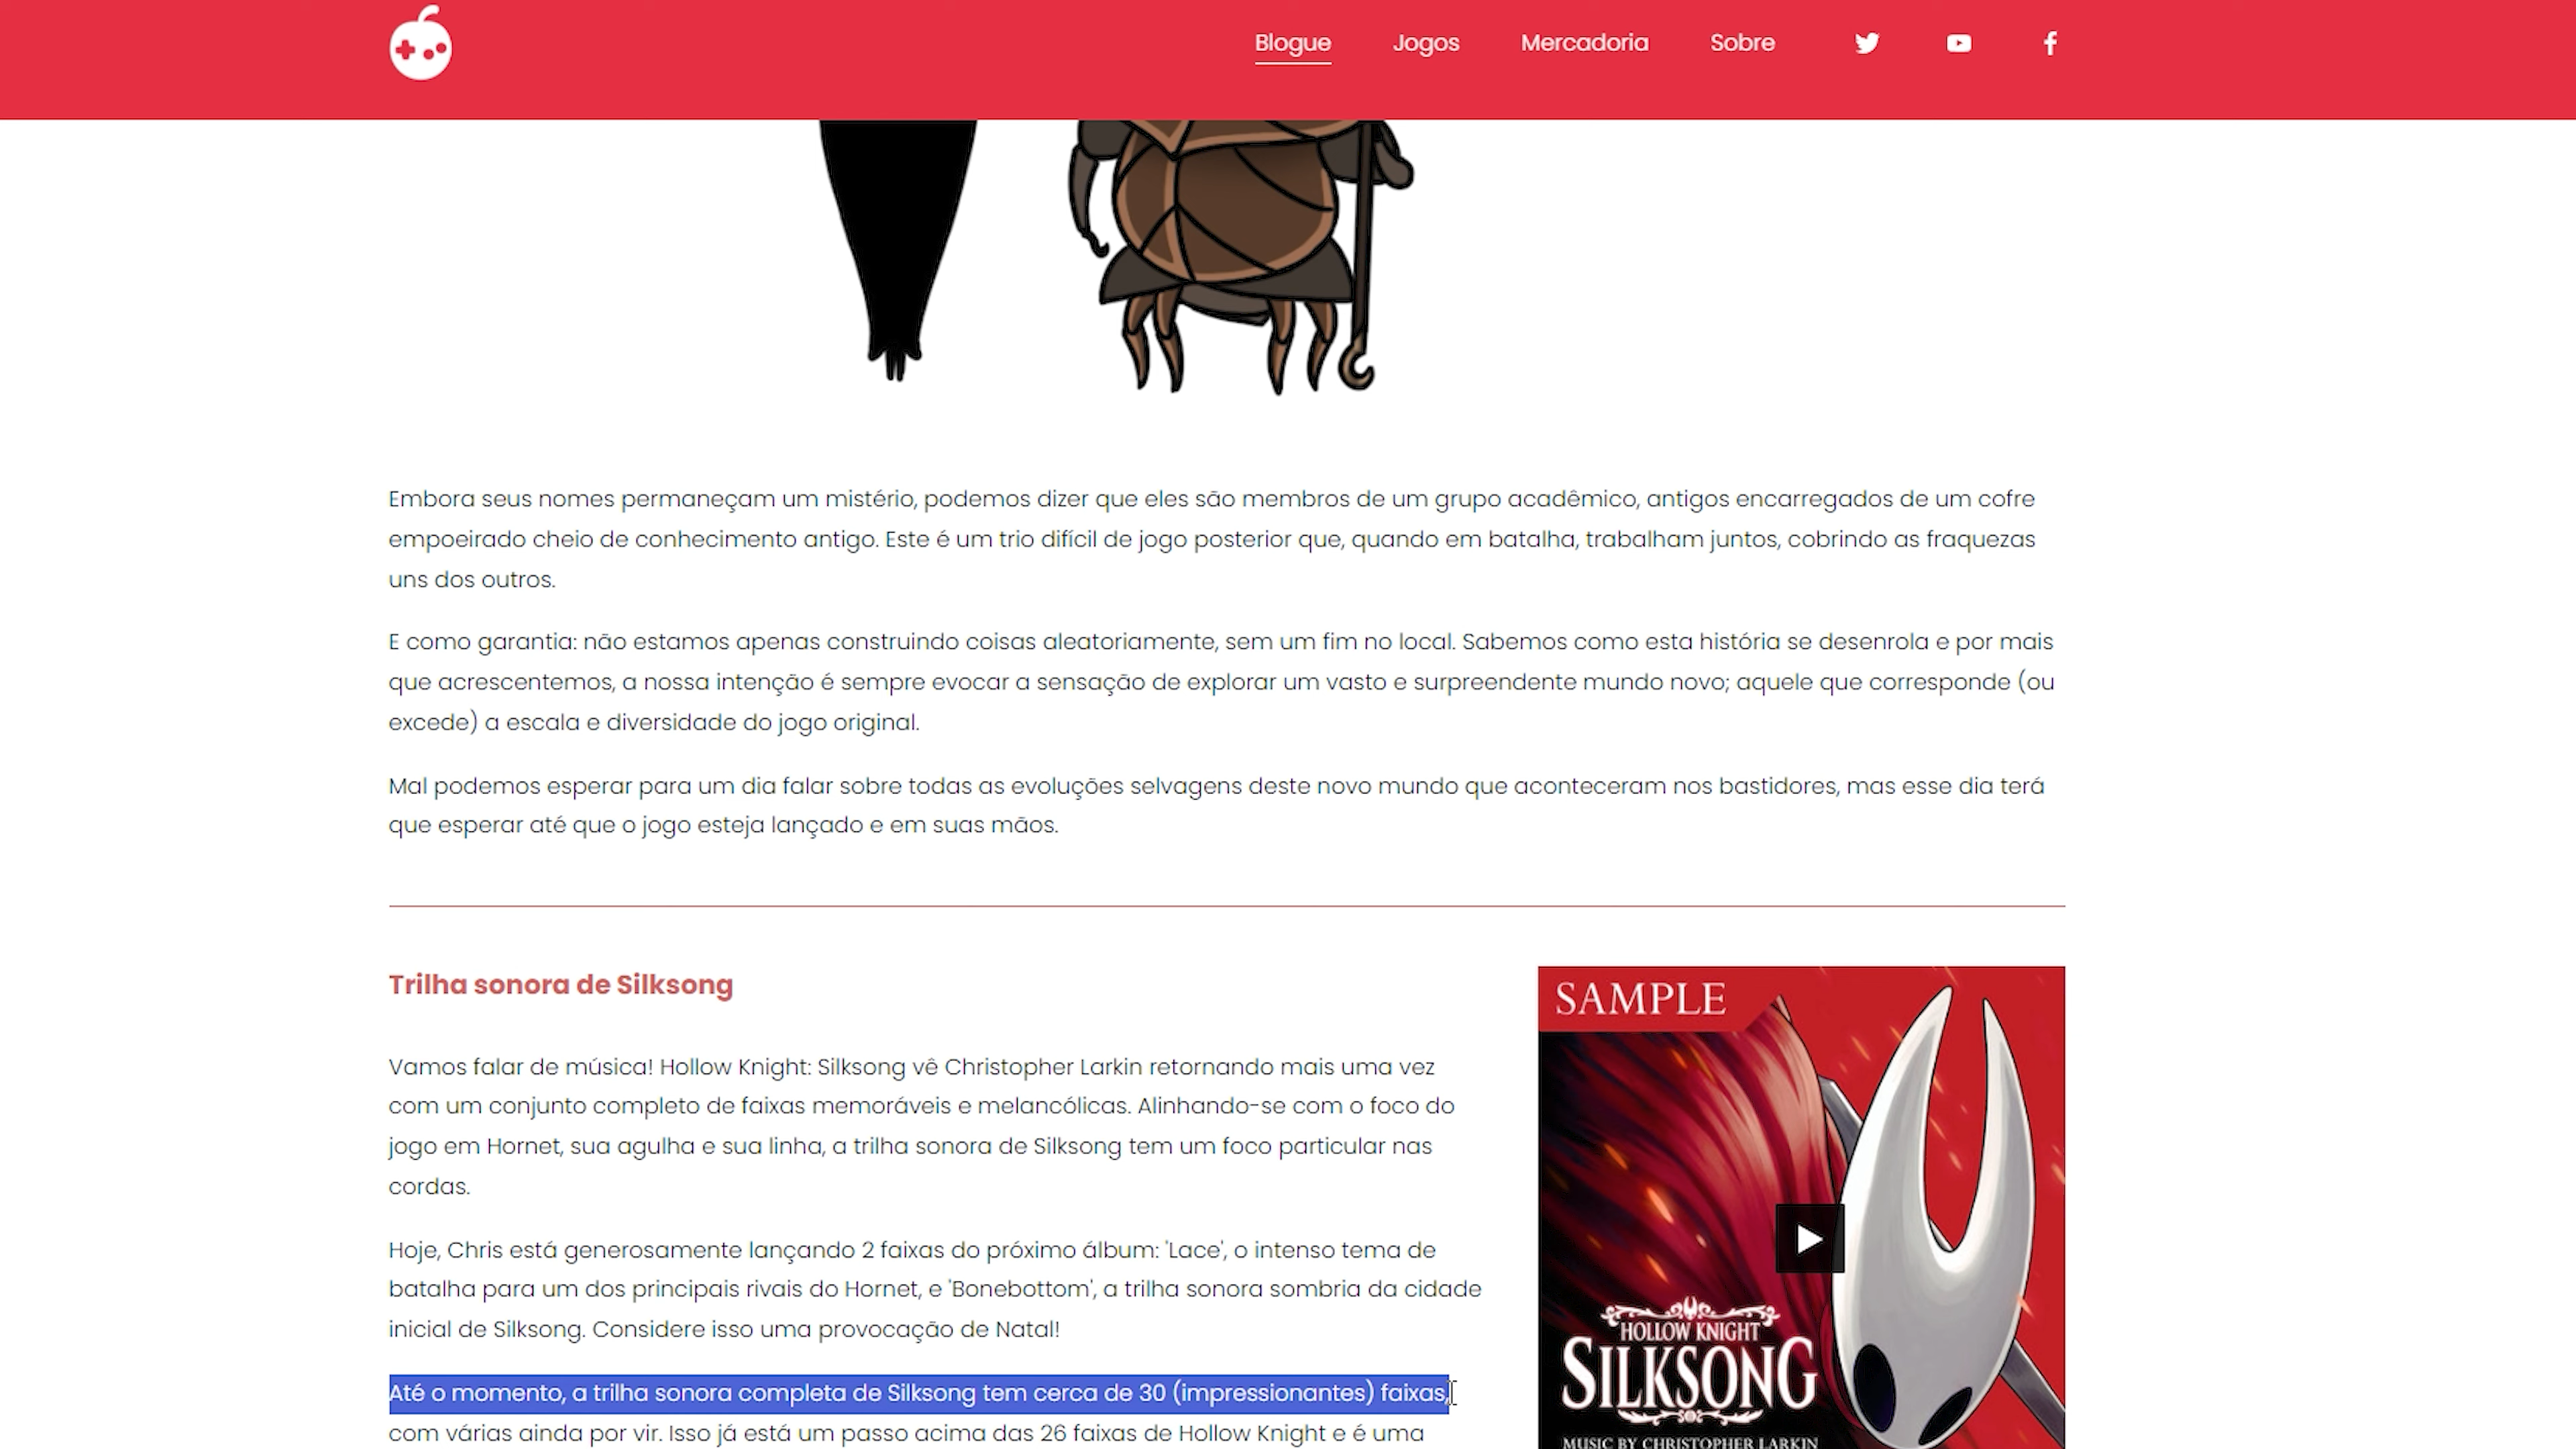 Blogue Jogos Mercadoria Sobre
Embora seus nomes permaneçam um mistério, podemos dizer que eles são membros de um grupo acadêmico, antigos encarregados de um cofre
empoeirado cheio de conhecimento antigo. Este é um trio difícil de jogo posterior que, quando em batalha, trabalham juntos, cobrindo as fraquezas
uns dos outros.
E como garantia: não estamos apenas construindo coisas aleatoriamente, sem um fim no local. Sabemos como esta história se desenrola e por mais
que acrescentemos, a nossa intenção é sempre evocar a sensação de explorar um vasto e surpreendente mundo novo; aquele que corresponde (ou
excede) a escala e diversidade do jogo original.
Mal podemos esperar para um dia falar sobre todas as evoluções selvagens deste novo mundo que aconteceram nos bastidores, mas esse dia terá
que esperar até que o jogo esteja lançado e em suas mãos.
Trilha sonora de Silksong
Vamos falar de música! Hollow Knight: Silksong vê Christopher Larkin retornando mais uma vez
com um conjunto completo de faixas memoráveis e melancólicas. Alinhando-se com o foco do
jogo em Hornet, sua agulha e sua linha, a trilha sonora de Silksong tem um foco particular nas
cordas.
Hoje, Chris está generosamente lançando 2 faixas do próximo álbum: 'Lace', o intenso tema de
batalha para um dos principais rivais do Hornet, e 'Bonebottom', a trilha sonora sombria da cidade
inicial de Silksong. Considere isso uma provocação de Natal!
Até o momento, a trilha sonora completa de Silksong tem cerca de 30 (impressionantes) faixas,
com várias ainda por vir. Isso já está um passo acima das 26 faixas de Hollow Knight e é uma
SAMPLE
HOLLOW KNIGHT
SILKSONG
MUSIC BY CHRISTOPHER LARKIN